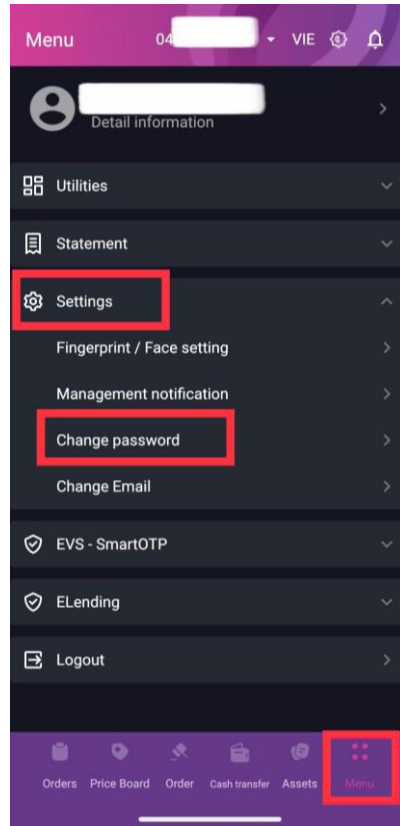 Menu 04 VIE
Detail information
Utilities
Statement
Settings
Fingerprint / Face setting
Management notification
Change password
Change Email
EVS - SmartOTP
ELending
Logout
Orders Price Board Order Cash transfer Assets Menu